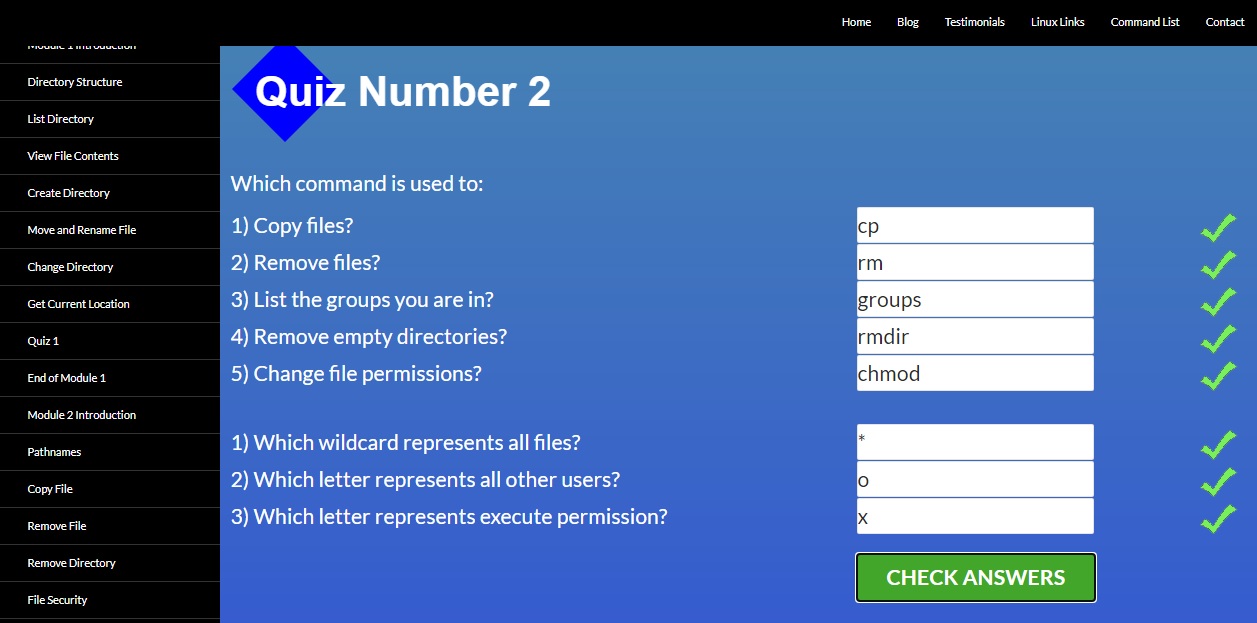 Home Blog Testimonials Linux Links Command List Contact
Module 1 Introduction
Directory Structure
List Directory
View File Contents
Create Directory
Move and Rename File
Change Directory
Get Current Location
Quiz 1
End of Module 1
Module 2 Introduction
Pathnames
Copy File
Remove File
Remove Directory
File Security
Quiz Number 2
Which command is used to:
1) Copy files? cp
2) Remove files? rm
3) List the groups you are in? groups
4) Remove empty directories? rmdir
5) Change file permissions? chmod
1) Which wildcard represents all files? *
2) Which letter represents all other users? o
3) Which letter represents execute permission? x
CHECK ANSWERS